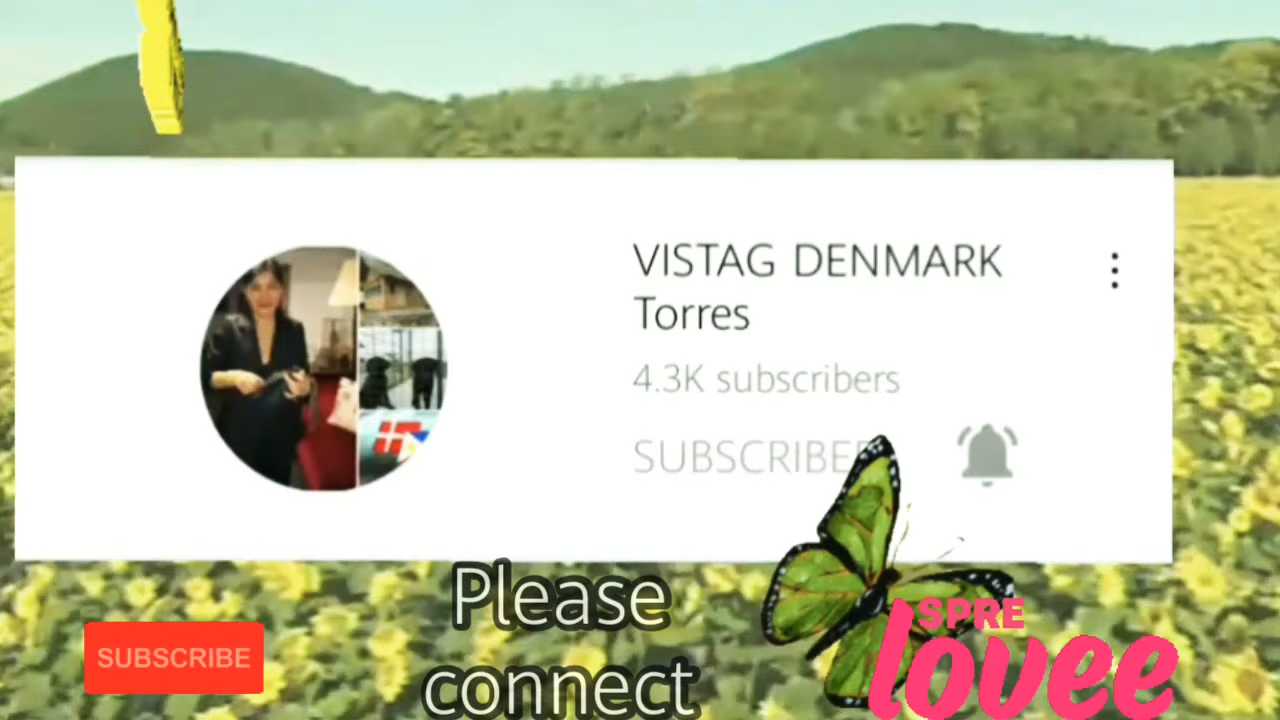 VISTAG DENMARK
Torres
4.3K subscribers
SUBSCRIBE
SUBSCRIBE
Please
connect
SPRE
lovee